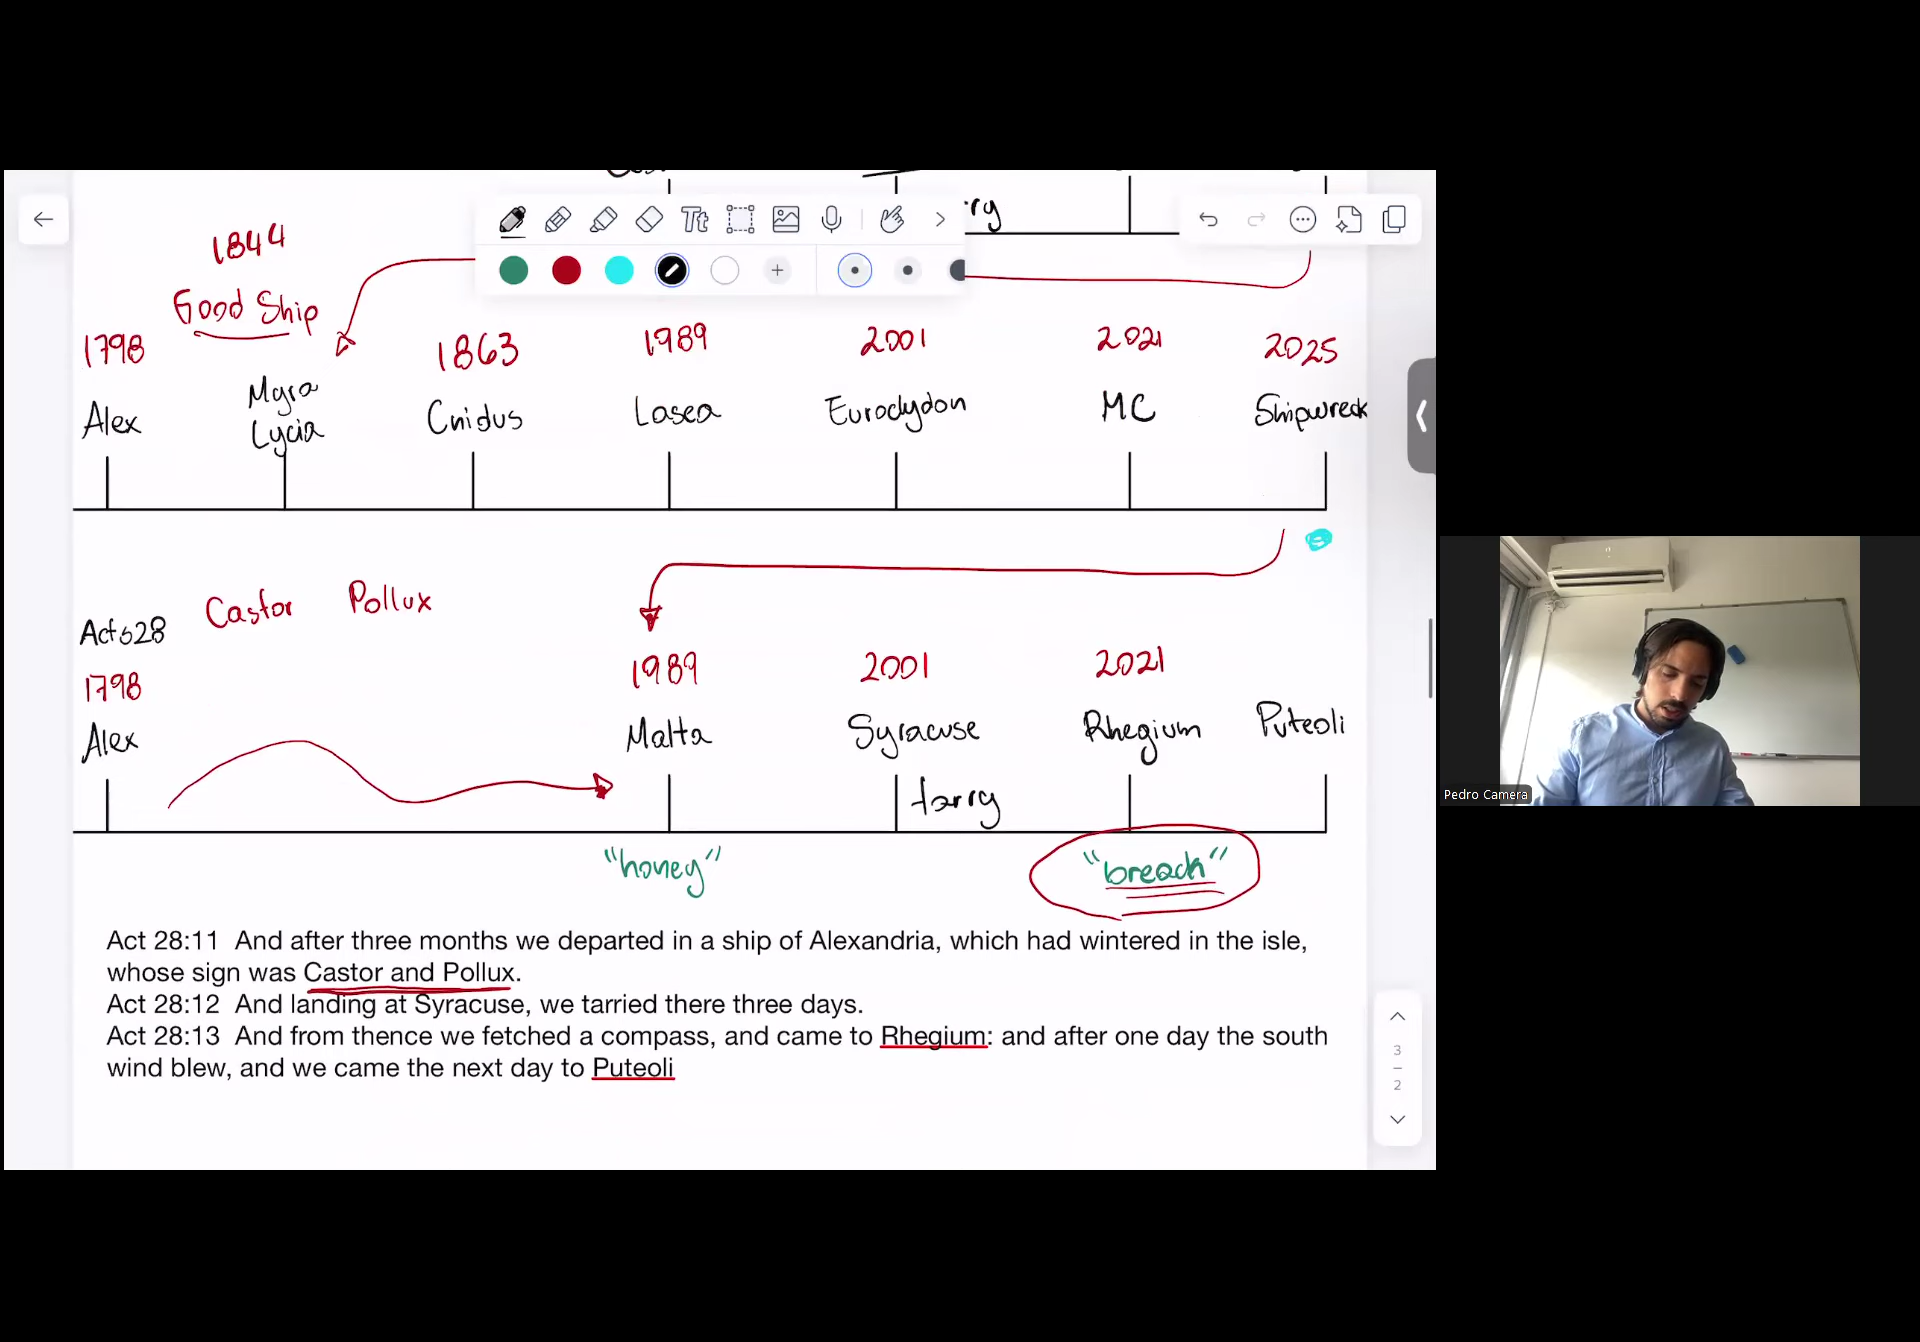 rry
Tt
1844
Good Ship
1798 1863 1989 2001 2021 2025
Alex Myra Lycia Cnidus Lasea Euroclydon MC Shipwreck
Acts28 Castor Pollux
1798 1989 2001 2021
Alex Malta Syracuse Rhegium Puteoli
tarry
"honey" "breach"
Act 28:11 And after three months we departed in a ship of Alexandria, which had wintered in the isle,
whose sign was Castor and Pollux.
Act 28:12 And landing at Syracuse, we tarried there three days.
Act 28:13 And from thence we fetched a compass, and came to Rhegium: and after one day the south
wind blew, and we came the next day to Puteoli
3
2
Pedro Camera